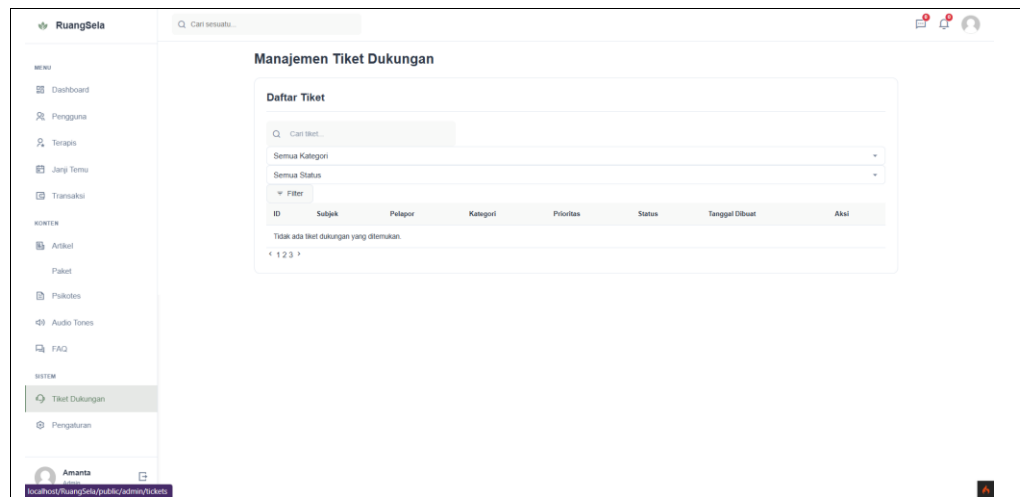 RuangSela
Cari sesuatu...
MENU
Dashboard
Pengguna
Terapis
Janji Temu
Transaksi
KONTEN
Artikel
Paket
Psikotes
Audio Tones
FAQ
SISTEM
Tiket Dukungan
Pengaturan
Amanta
Admin
localhost/RuangSela/public/admin/tickets
Manajemen Tiket Dukungan
Daftar Tiket
Cari tiket...
Semua Kategori
Semua Status
Filter
ID Subjek Pelapor Kategori Prioritas Status Tanggal Dibuat Aksi
Tidak ada tiket dukungan yang ditemukan.
‹ 1 2 3 ›